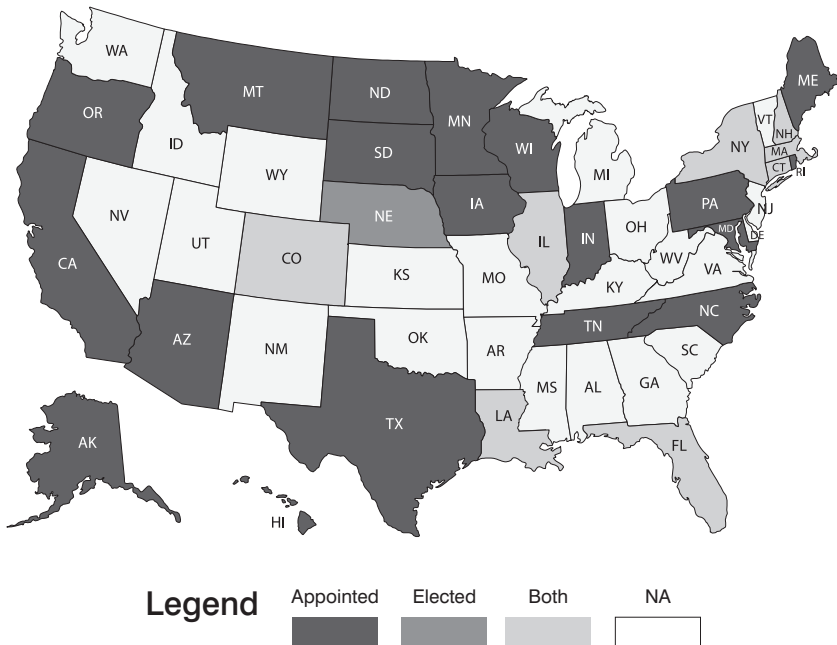 WA
MT
ND
MN
ME
OR
ID
SD
WI
VT
NH
NY
MA
CT
RI
WY
MI
IA
PA
NJ
NE
NV
UT
CO
IL
IN
OH
MD
DE
WV
VA
CA
KS
MO
KY
NC
TN
AZ
NM
OK
AR
SC
MS
AL
GA
TX
LA
FL
AK
HI
Legend
Appointed
Elected
Both
NA